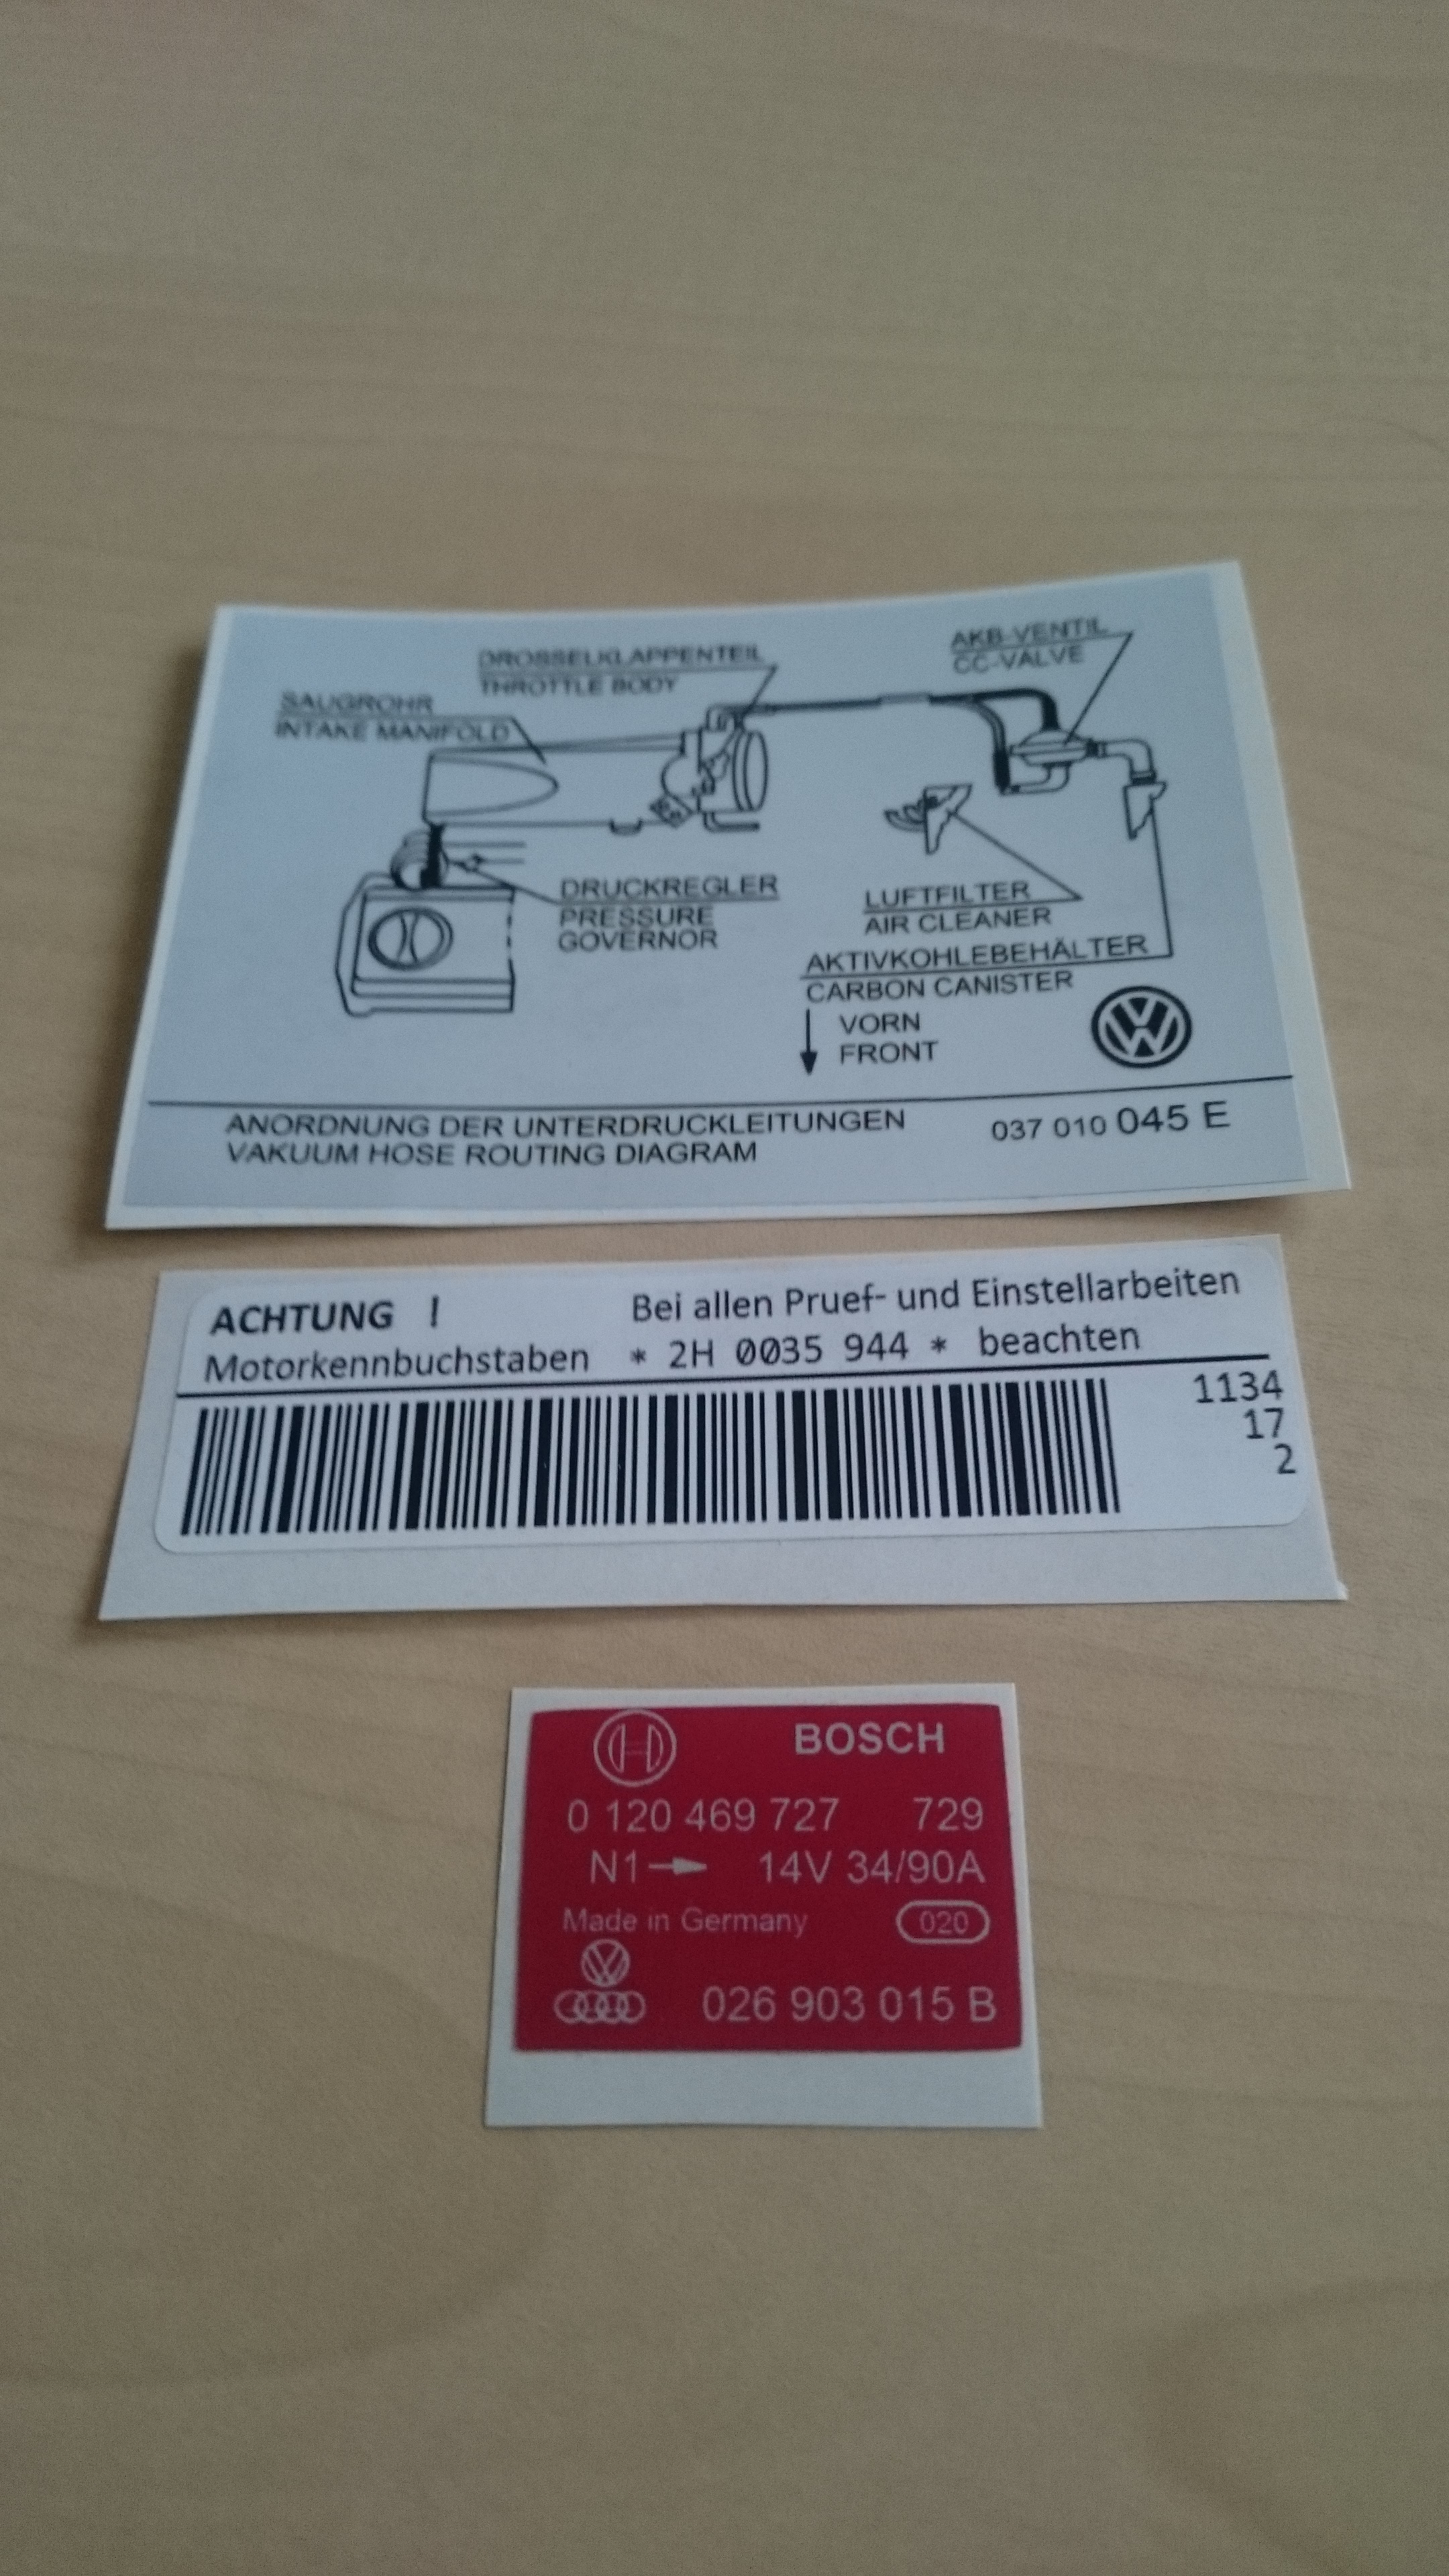 DROSSELKLAPPENTEIL
THROTTLE BODY
AKB-VENTIL
CC-VALVE
SAUGROHR
INTAKE MANIFOLD
DRUCKREGLER
PRESSURE
GOVERNOR
LUFTFILTER
AIR CLEANER
AKTIVKOHLEBEHÄLTER
CARBON CANISTER
VORN
FRONT
ANORDNUNG DER UNTERDRUCKLEITUNGEN
VAKUUM HOSE ROUTING DIAGRAM
037 010 045 E
ACHTUNG ! Bei allen Pruef- und Einstellarbeiten
Motorkennbuchstaben * 2H 0035 944 * beachten
1134
17
2
BOSCH
0 120 469 727 729
N1 → 14V 34/90A
Made in Germany 020
026 903 015 B